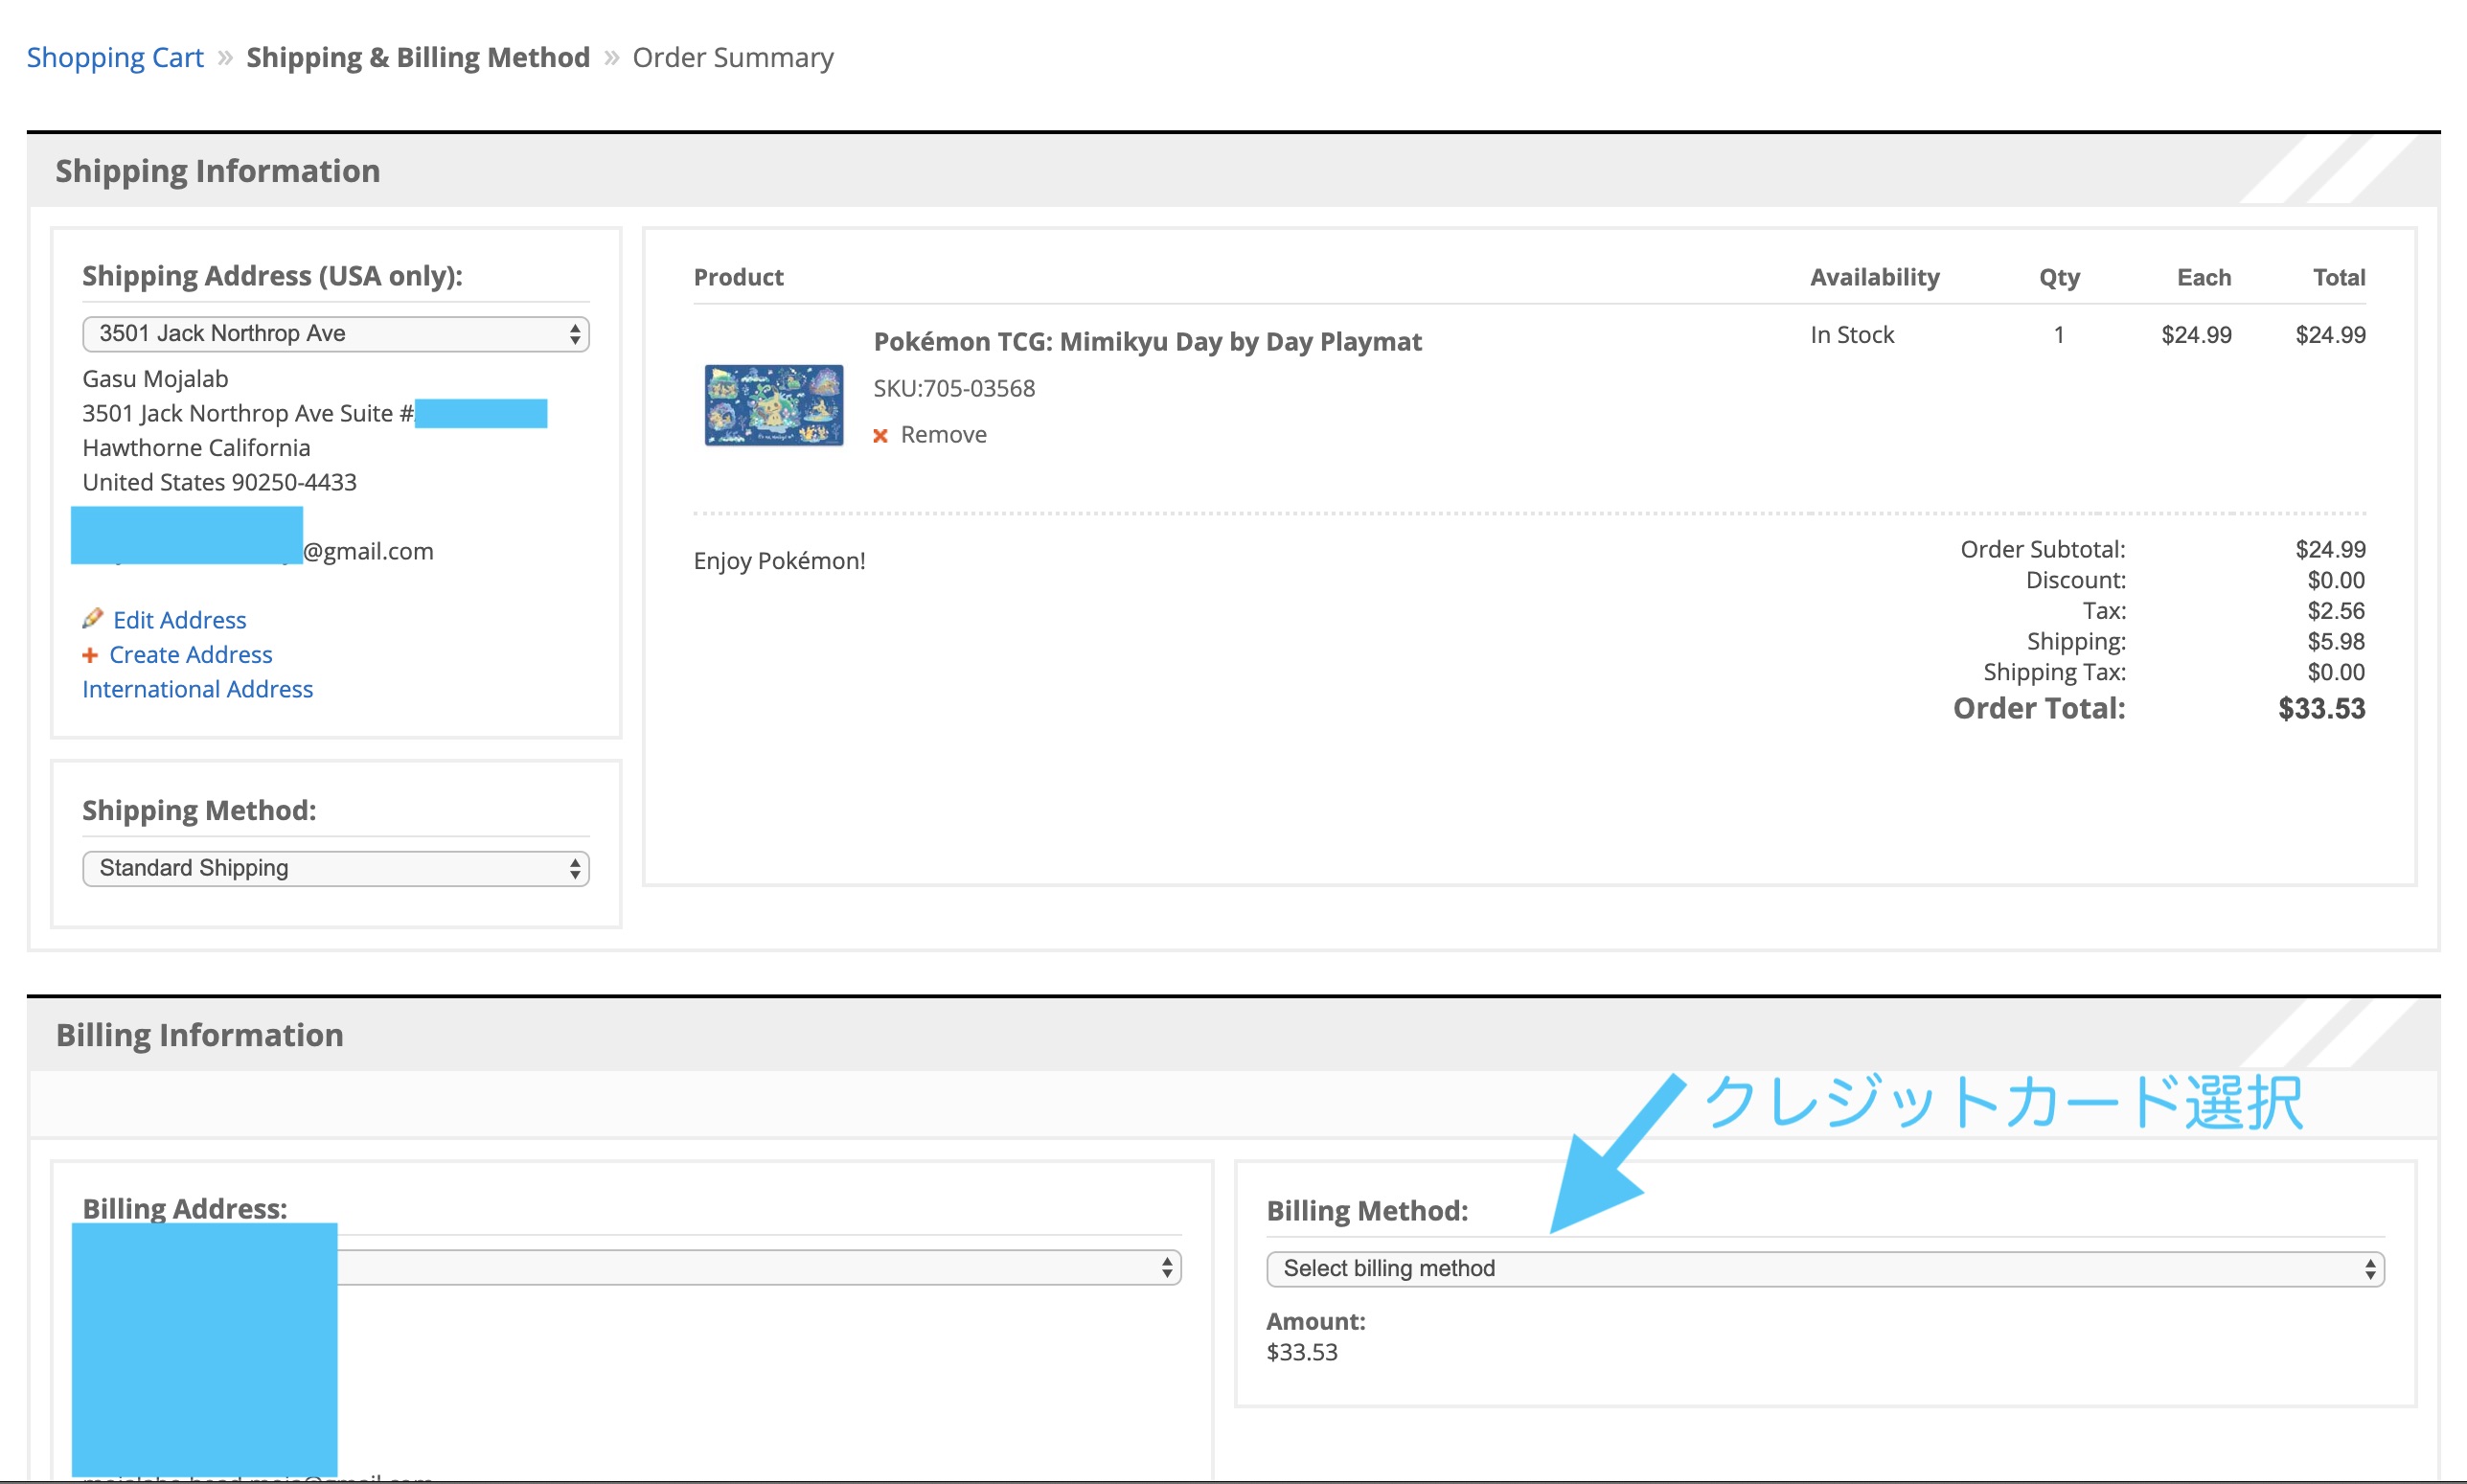 Shopping Cart » Shipping & Billing Method » Order Summary
Shipping Information
Shipping Address (USA only):
3501 Jack Northrop Ave
Gasu Mojalab
3501 Jack Northrop Ave Suite #
Hawthorne California
United States 90250-4433
@gmail.com
Edit Address
Create Address
International Address
Shipping Method:
Standard Shipping
Product Availability Qty Each Total
Pokémon TCG: Mimikyu Day by Day Playmat In Stock 1 $24.99 $24.99
SKU:705-03568
Remove
Enjoy Pokémon!
Order Subtotal: $24.99
Discount: $0.00
Tax: $2.56
Shipping: $5.98
Shipping Tax: $0.00
Order Total: $33.53
Billing Information
クレジットカード選択
Billing Address:
Billing Method:
Select billing method
Amount:
$33.53